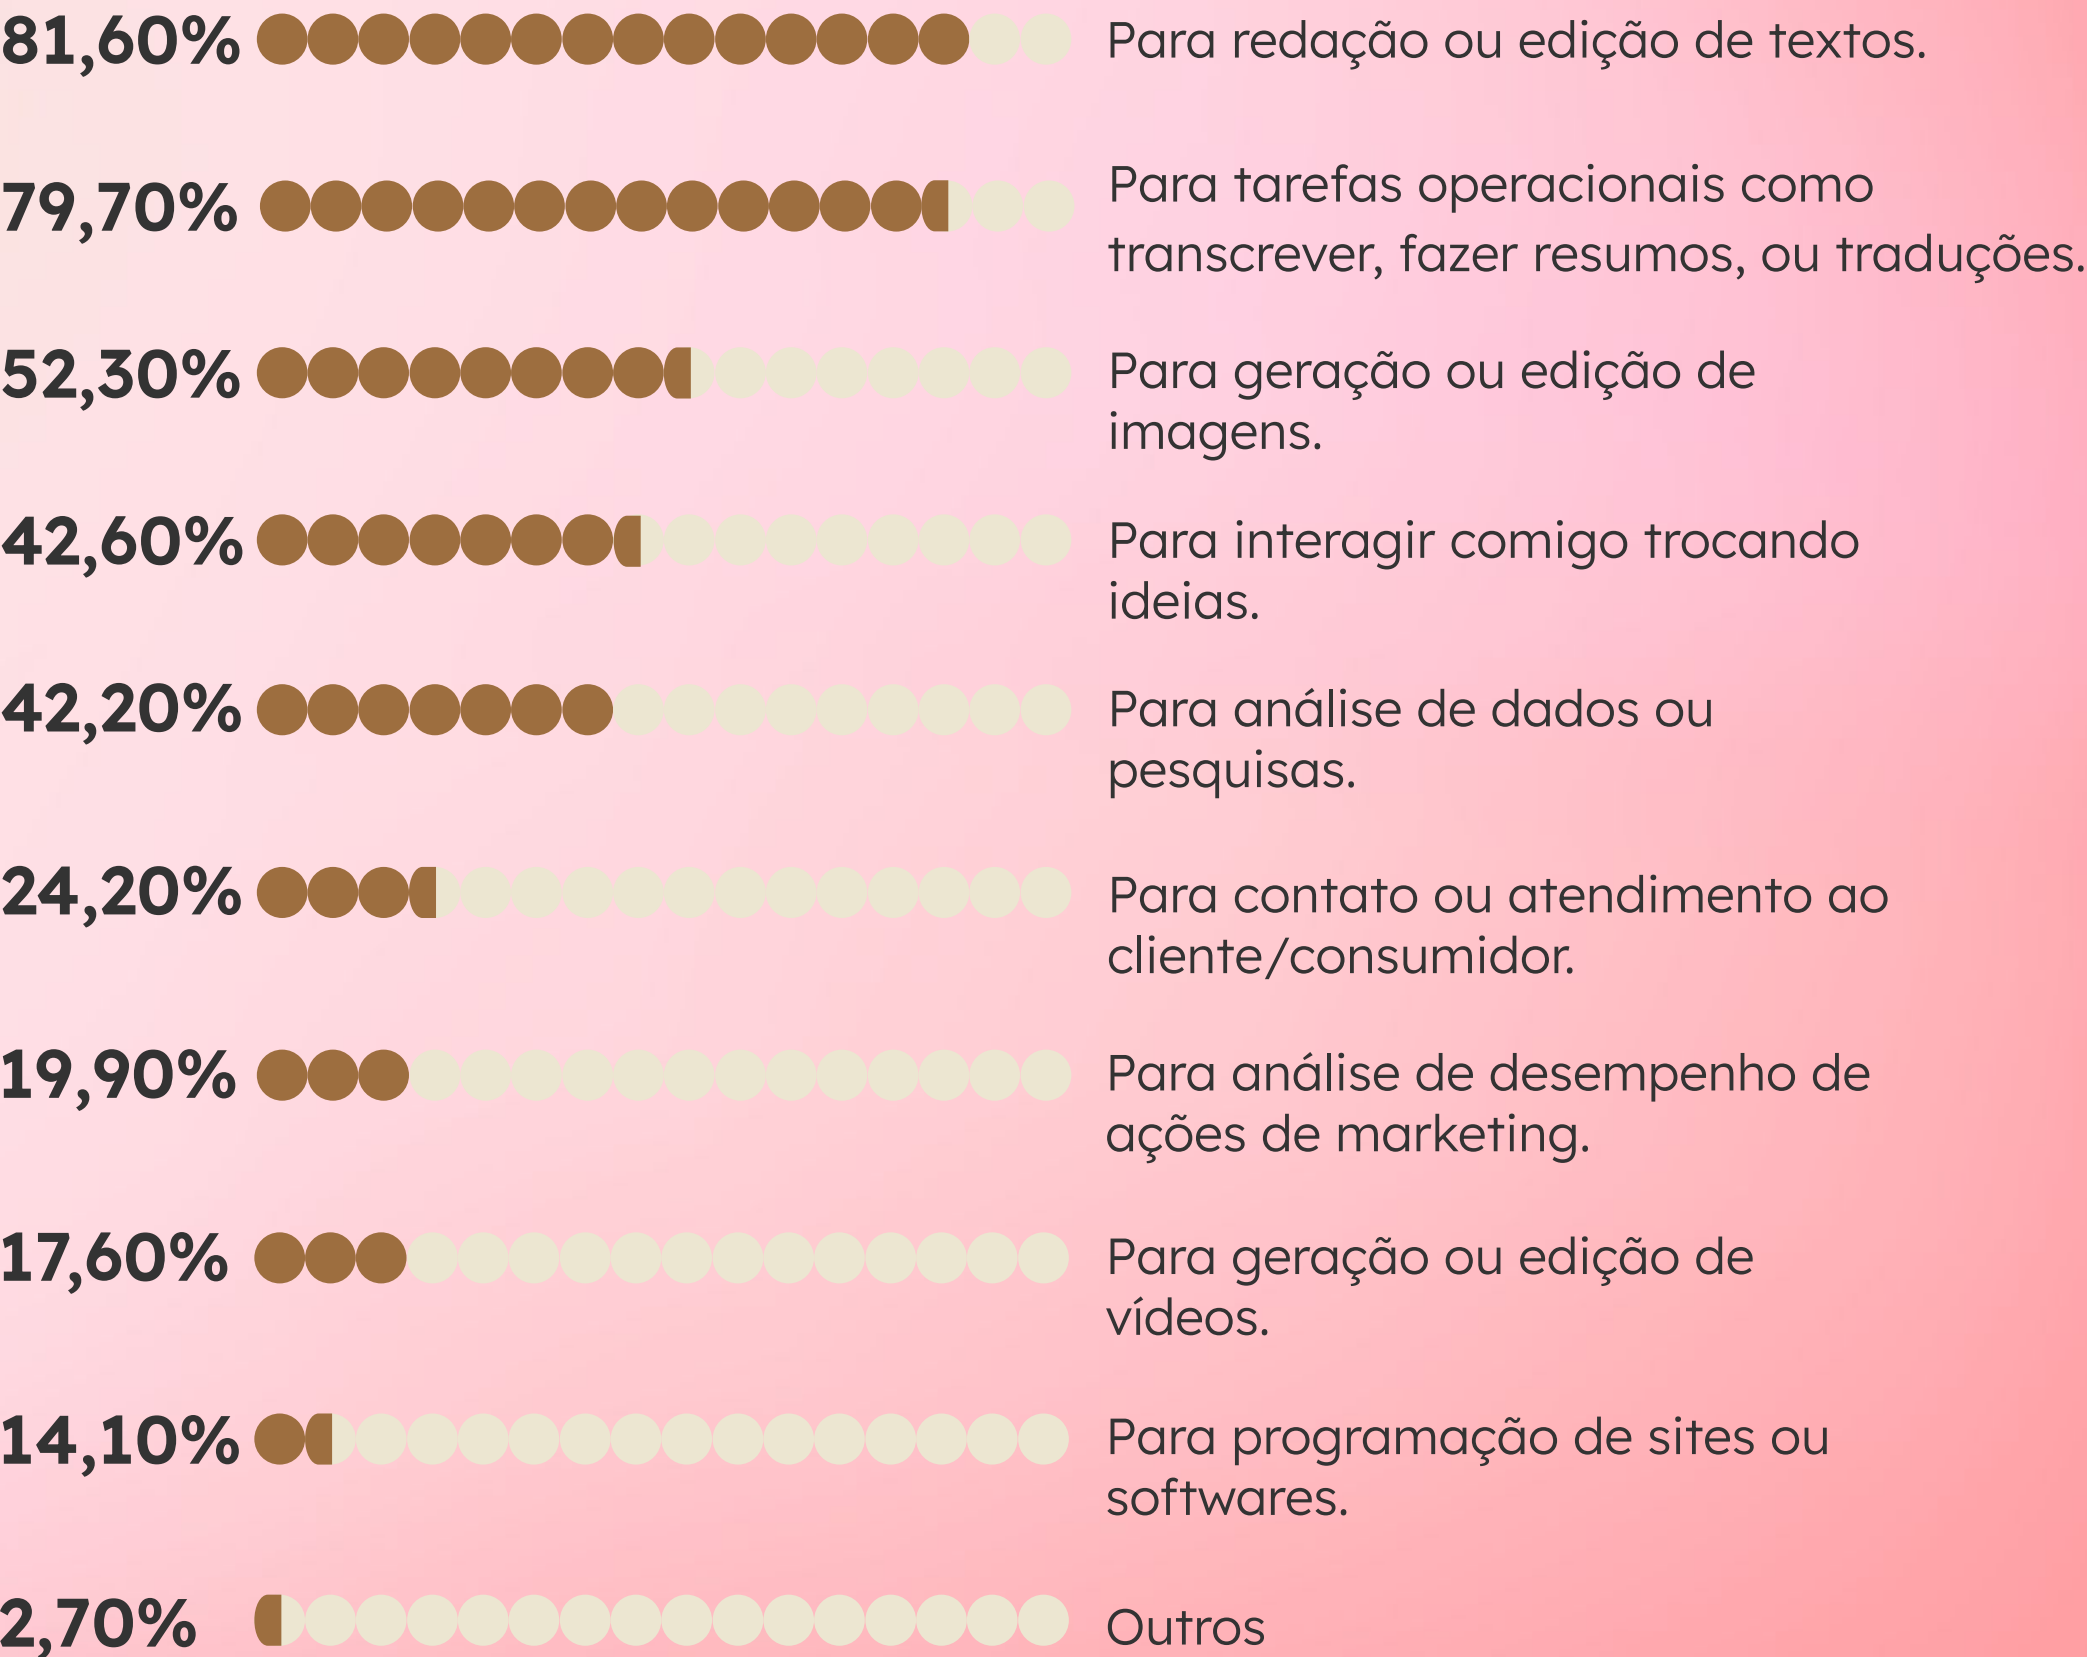 81,60% Para redação ou edição de textos.
79,70% Para tarefas operacionais como
transcrever, fazer resumos, ou traduções.
52,30% Para geração ou edição de
imagens.
42,60% Para interagir comigo trocando
ideias.
42,20% Para análise de dados ou
pesquisas.
24,20% Para contato ou atendimento ao
cliente/consumidor.
19,90% Para análise de desempenho de
ações de marketing.
17,60% Para geração ou edição de
vídeos.
14,10% Para programação de sites ou
softwares.
2,70% Outros